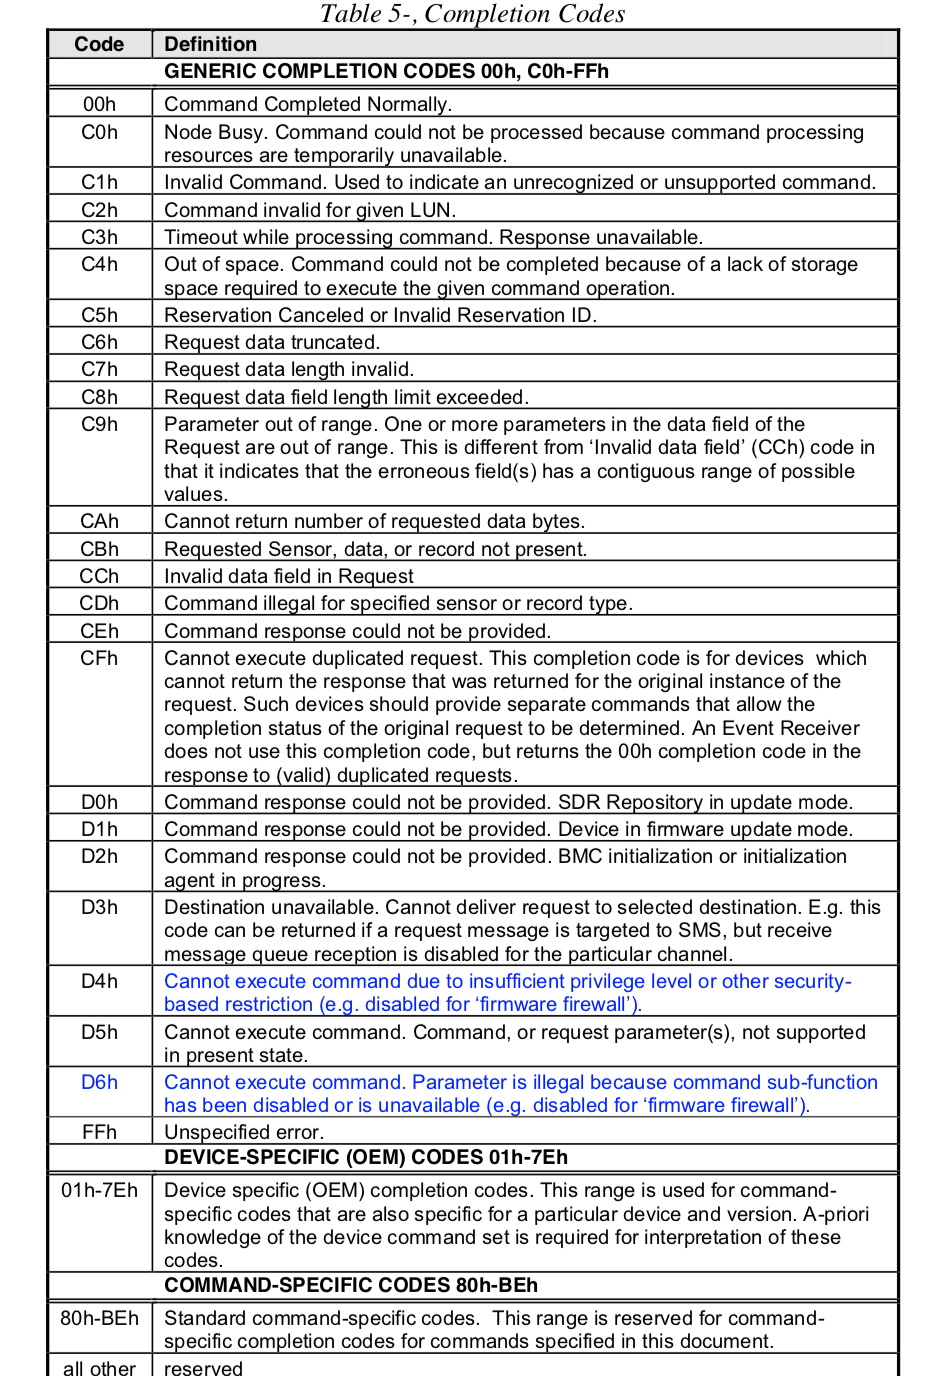 Table 5-, Completion Codes
Code Definition
GENERIC COMPLETION CODES 00h, C0h-FFh
00h Command Completed Normally.
C0h Node Busy. Command could not be processed because command processing
resources are temporarily unavailable.
C1h Invalid Command. Used to indicate an unrecognized or unsupported command.
C2h Command invalid for given LUN.
C3h Timeout while processing command. Response unavailable.
C4h Out of space. Command could not be completed because of a lack of storage
space required to execute the given command operation.
C5h Reservation Canceled or Invalid Reservation ID.
C6h Request data truncated.
C7h Request data length invalid.
C8h Request data field length limit exceeded.
C9h Parameter out of range. One or more parameters in the data field of the
Request are out of range. This is different from ‘Invalid data field’ (CCh) code in
that it indicates that the erroneous field(s) has a contiguous range of possible
values.
CAh Cannot return number of requested data bytes.
CBh Requested Sensor, data, or record not present.
CCh Invalid data field in Request
CDh Command illegal for specified sensor or record type.
CEh Command response could not be provided.
CFh Cannot execute duplicated request. This completion code is for devices which
cannot return the response that was returned for the original instance of the
request. Such devices should provide separate commands that allow the
completion status of the original request to be determined. An Event Receiver
does not use this completion code, but returns the 00h completion code in the
response to (valid) duplicated requests.
D0h Command response could not be provided. SDR Repository in update mode.
D1h Command response could not be provided. Device in firmware update mode.
D2h Command response could not be provided. BMC initialization or initialization
agent in progress.
D3h Destination unavailable. Cannot deliver request to selected destination. E.g. this
code can be returned if a request message is targeted to SMS, but receive
message queue reception is disabled for the particular channel.
D4h Cannot execute command due to insufficient privilege level or other security-
based restriction (e.g. disabled for ‘firmware firewall’).
D5h Cannot execute command. Command, or request parameter(s), not supported
in present state.
D6h Cannot execute command. Parameter is illegal because command sub-function
has been disabled or is unavailable (e.g. disabled for ‘firmware firewall’).
FFh Unspecified error.
DEVICE-SPECIFIC (OEM) CODES 01h-7Eh
01h-7Eh Device specific (OEM) completion codes. This range is used for command-
specific codes that are also specific for a particular device and version. A-priori
knowledge of the device command set is required for interpretation of these
codes.
COMMAND-SPECIFIC CODES 80h-BEh
80h-BEh Standard command-specific codes. This range is reserved for command-
specific completion codes for commands specified in this document.
all other reserved